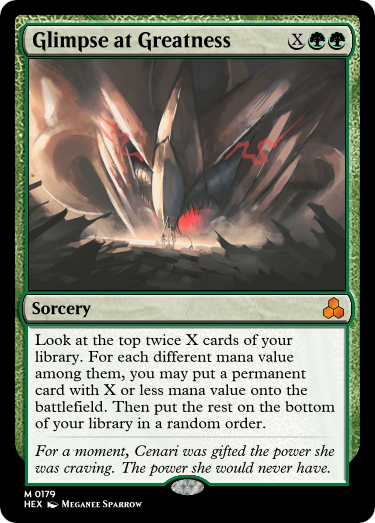 Glimpse at Greatness X
Sorcery
Look at the top twice X cards of your
library. For each different mana value
among them, you may put a permanent
card with X or less mana value onto the
battlefield. Then put the rest on the bottom
of your library in a random order.
For a moment, Cenari was gifted the power she
was craving. The power she would never have.
M 0179
HEX Meganee Sparrow